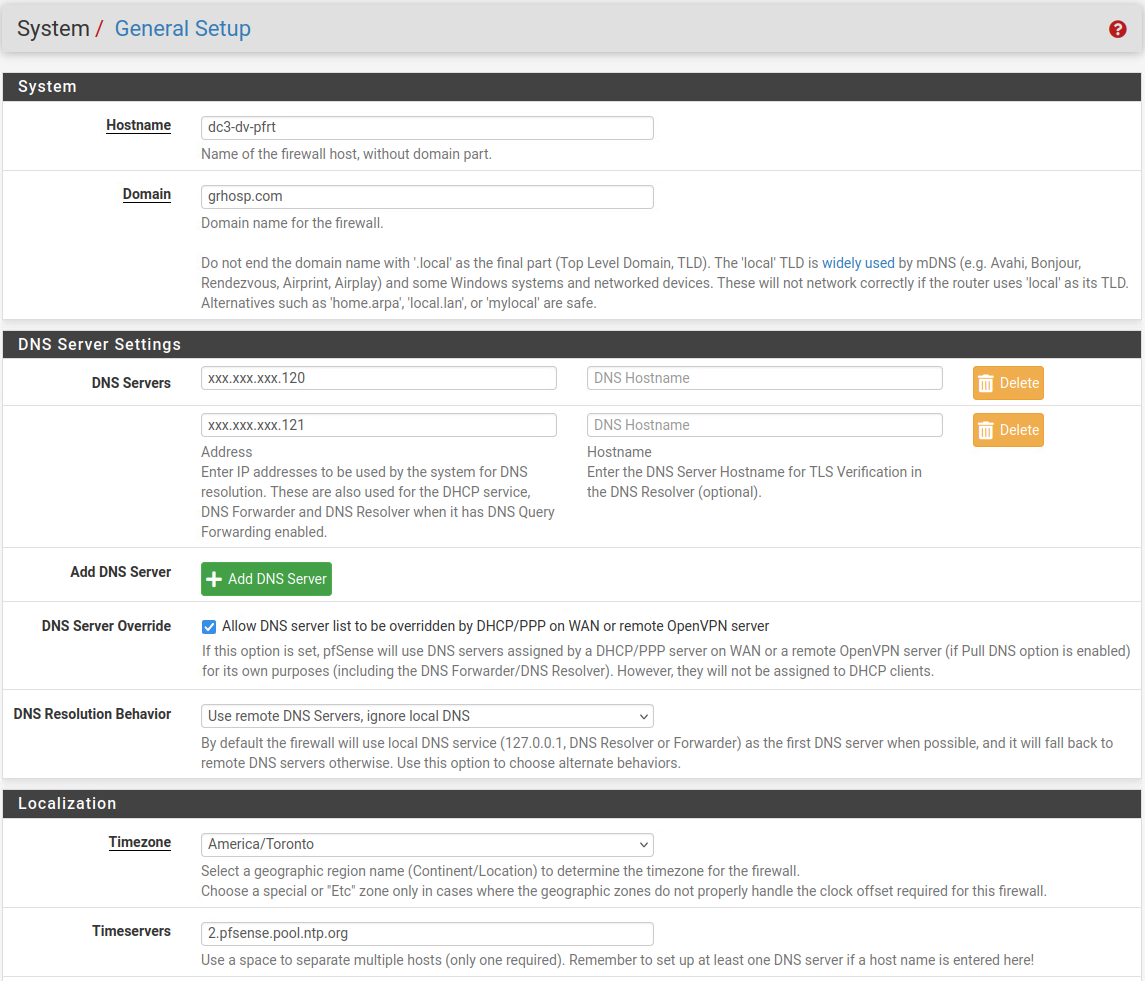 System / General Setup
System
Hostname
dc3-dv-pfrt
Name of the firewall host, without domain part.
Domain
grhosp.com
Domain name for the firewall.
Do not end the domain name with '.local' as the final part (Top Level Domain, TLD). The 'local' TLD is widely used by mDNS (e.g. Avahi, Bonjour,
Rendezvous, Airprint, Airplay) and some Windows systems and networked devices. These will not network correctly if the router uses 'local' as its TLD.
Alternatives such as 'home.arpa', 'local.lan', or 'mylocal' are safe.
DNS Server Settings
DNS Servers
xxx.xxx.xxx.120
DNS Hostname
Delete
xxx.xxx.xxx.121
DNS Hostname
Delete
Address
Enter IP addresses to be used by the system for DNS
resolution. These are also used for the DHCP service,
DNS Forwarder and DNS Resolver when it has DNS Query
Forwarding enabled.
Hostname
Enter the DNS Server Hostname for TLS Verification in
the DNS Resolver (optional).
Add DNS Server
Add DNS Server
DNS Server Override
Allow DNS server list to be overridden by DHCP/PPP on WAN or remote OpenVPN server
If this option is set, pfSense will use DNS servers assigned by a DHCP/PPP server on WAN or a remote OpenVPN server (if Pull DNS option is enabled)
for its own purposes (including the DNS Forwarder/DNS Resolver). However, they will not be assigned to DHCP clients.
DNS Resolution Behavior
Use remote DNS Servers, ignore local DNS
By default the firewall will use local DNS service (127.0.0.1, DNS Resolver or Forwarder) as the first DNS server when possible, and it will fall back to
remote DNS servers otherwise. Use this option to choose alternate behaviors.
Localization
Timezone
America/Toronto
Select a geographic region name (Continent/Location) to determine the timezone for the firewall.
Choose a special or "Etc" zone only in cases where the geographic zones do not properly handle the clock offset required for this firewall.
Timeservers
2.pfsense.pool.ntp.org
Use a space to separate multiple hosts (only one required). Remember to set up at least one DNS server if a host name is entered here!